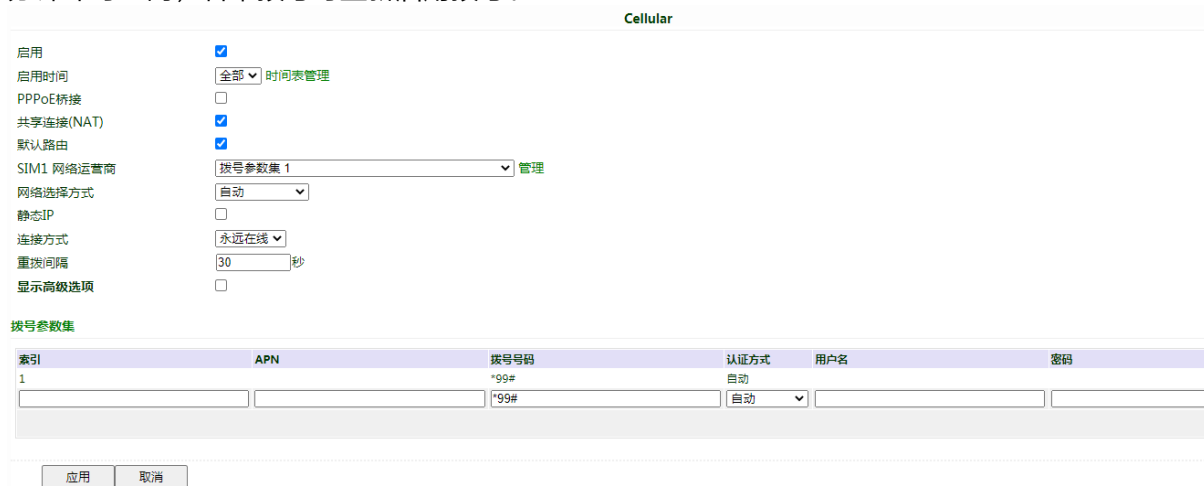 Cellular
启用
启用时间 全部 时间表管理
PPPoE桥接
共享连接(NAT)
默认路由
SIM1 网络运营商 拨号参数集 1 管理
网络选择方式 自动
静态IP
连接方式 永远在线
重拨间隔 30 秒
显示高级选项
拨号参数集
索引 APN 拨号号码 认证方式 用户名 密码
1 *99# 自动
*99# 自动
应用 取消